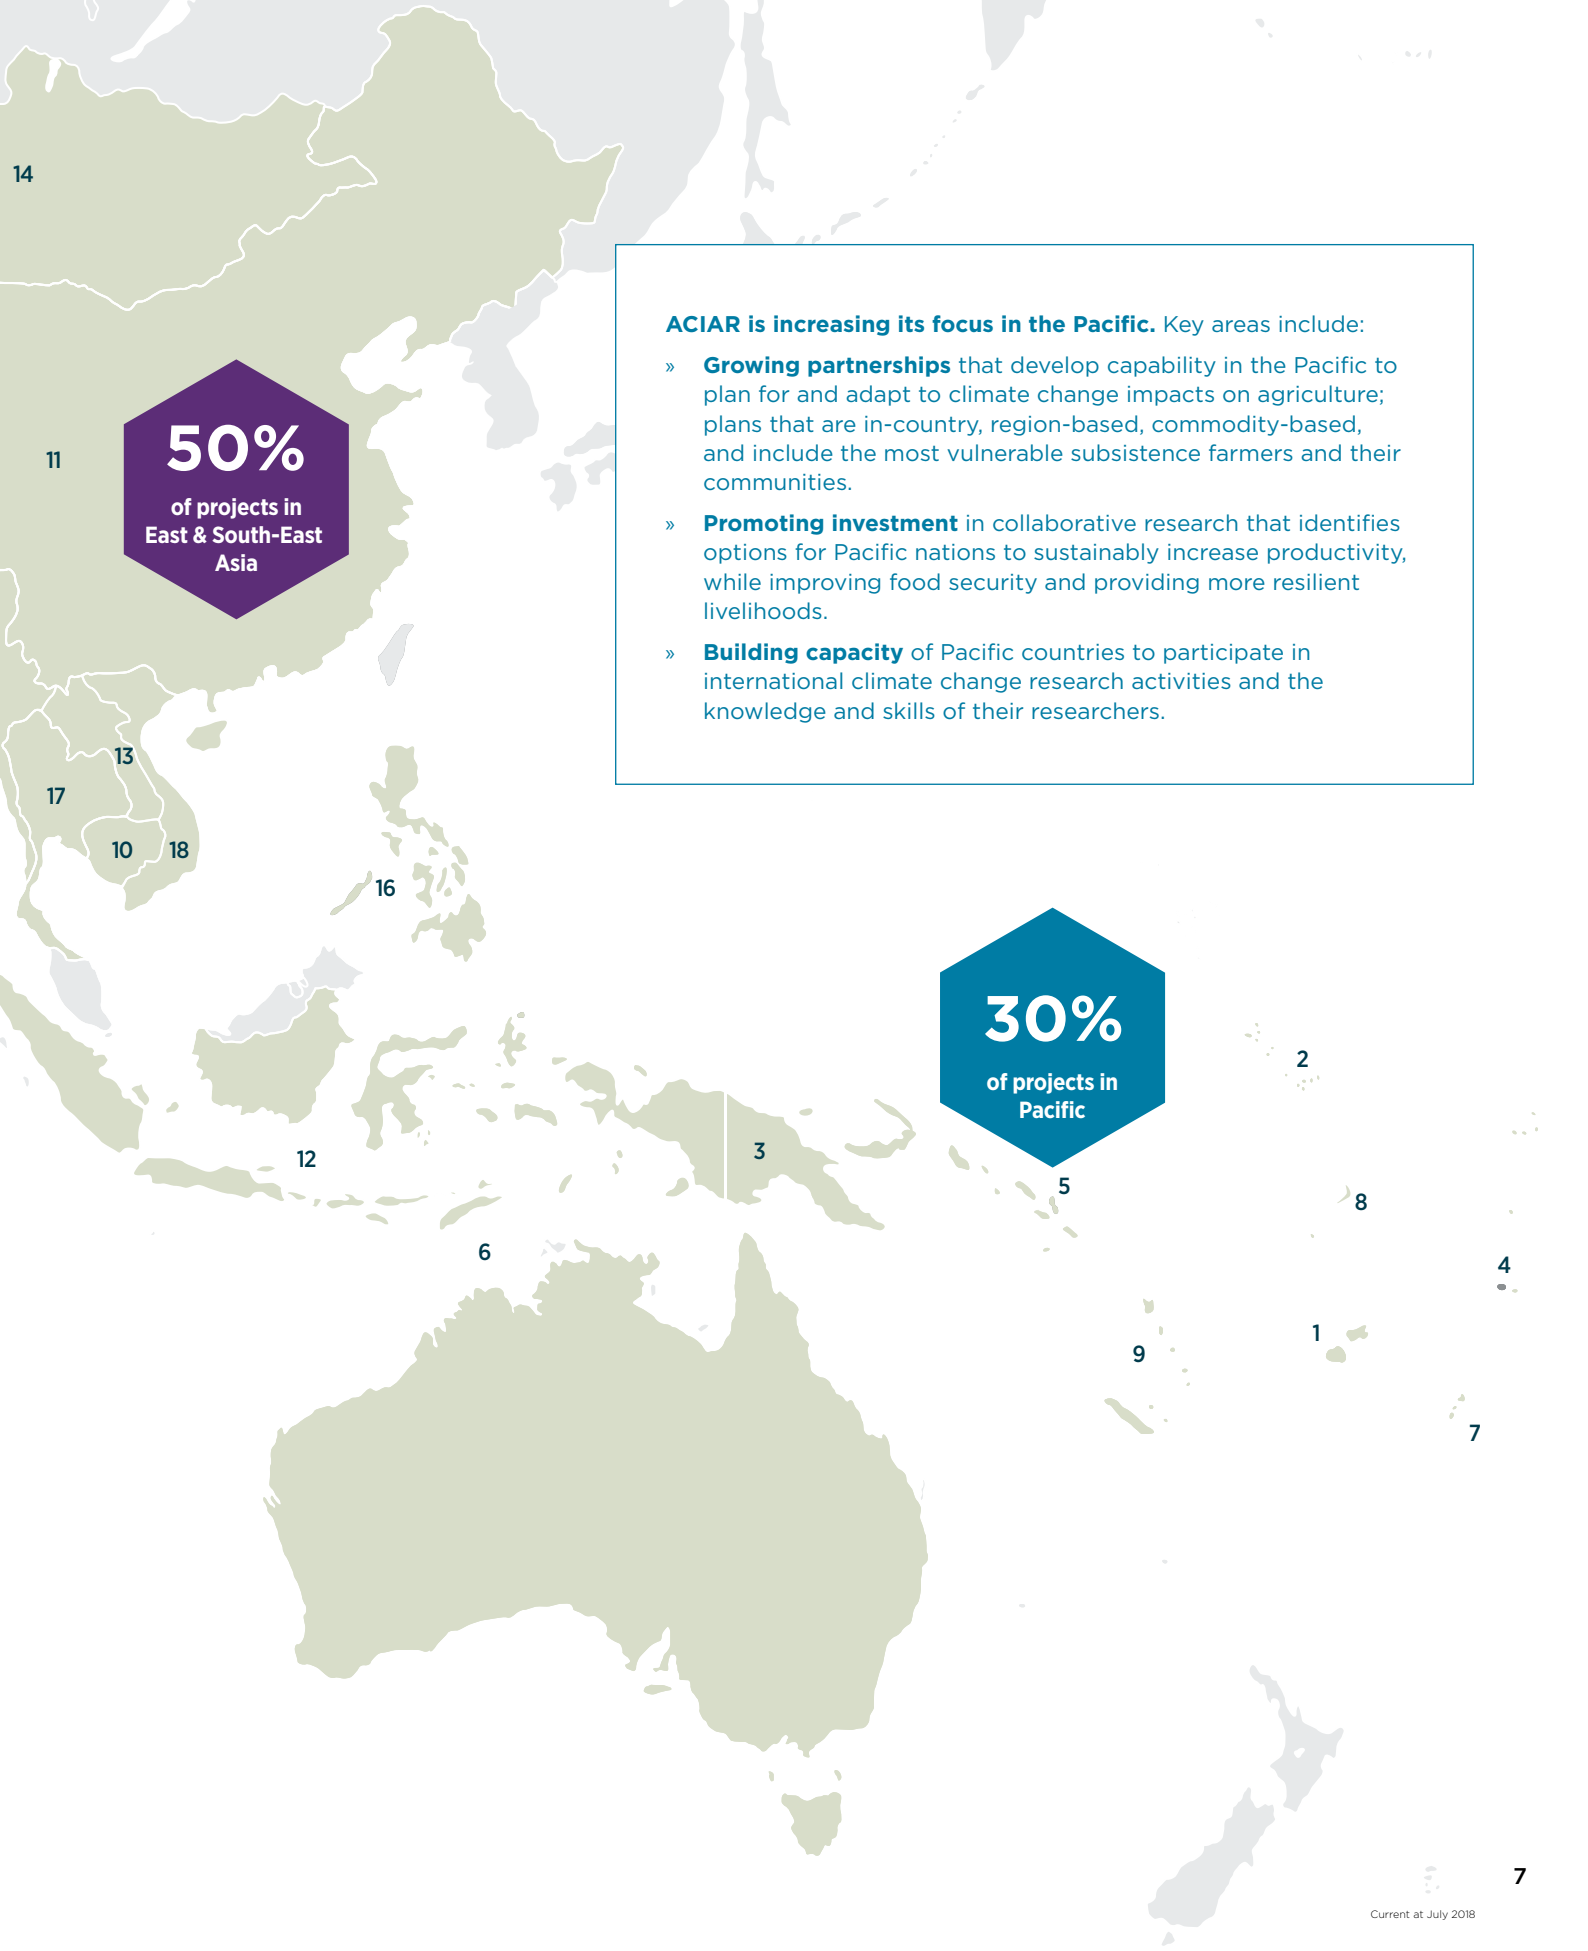 14
ACIAR is increasing its focus in the Pacific. Key areas include:
» Growing partnerships that develop capability in the Pacific to
plan for and adapt to climate change impacts on agriculture;
plans that are in-country, region-based, commodity-based,
and include the most vulnerable subsistence farmers and their
communities.
» Promoting investment in collaborative research that identifies
options for Pacific nations to sustainably increase productivity,
while improving food security and providing more resilient
livelihoods.
» Building capacity of Pacific countries to participate in
international climate change research activities and the
knowledge and skills of their researchers.
11
50%
of projects in
East & South-East
Asia
13
17
10
18
16
30%
of projects in
Pacific
2
3
12
5
8
6
4
1
9
7
7
Current at July 2018